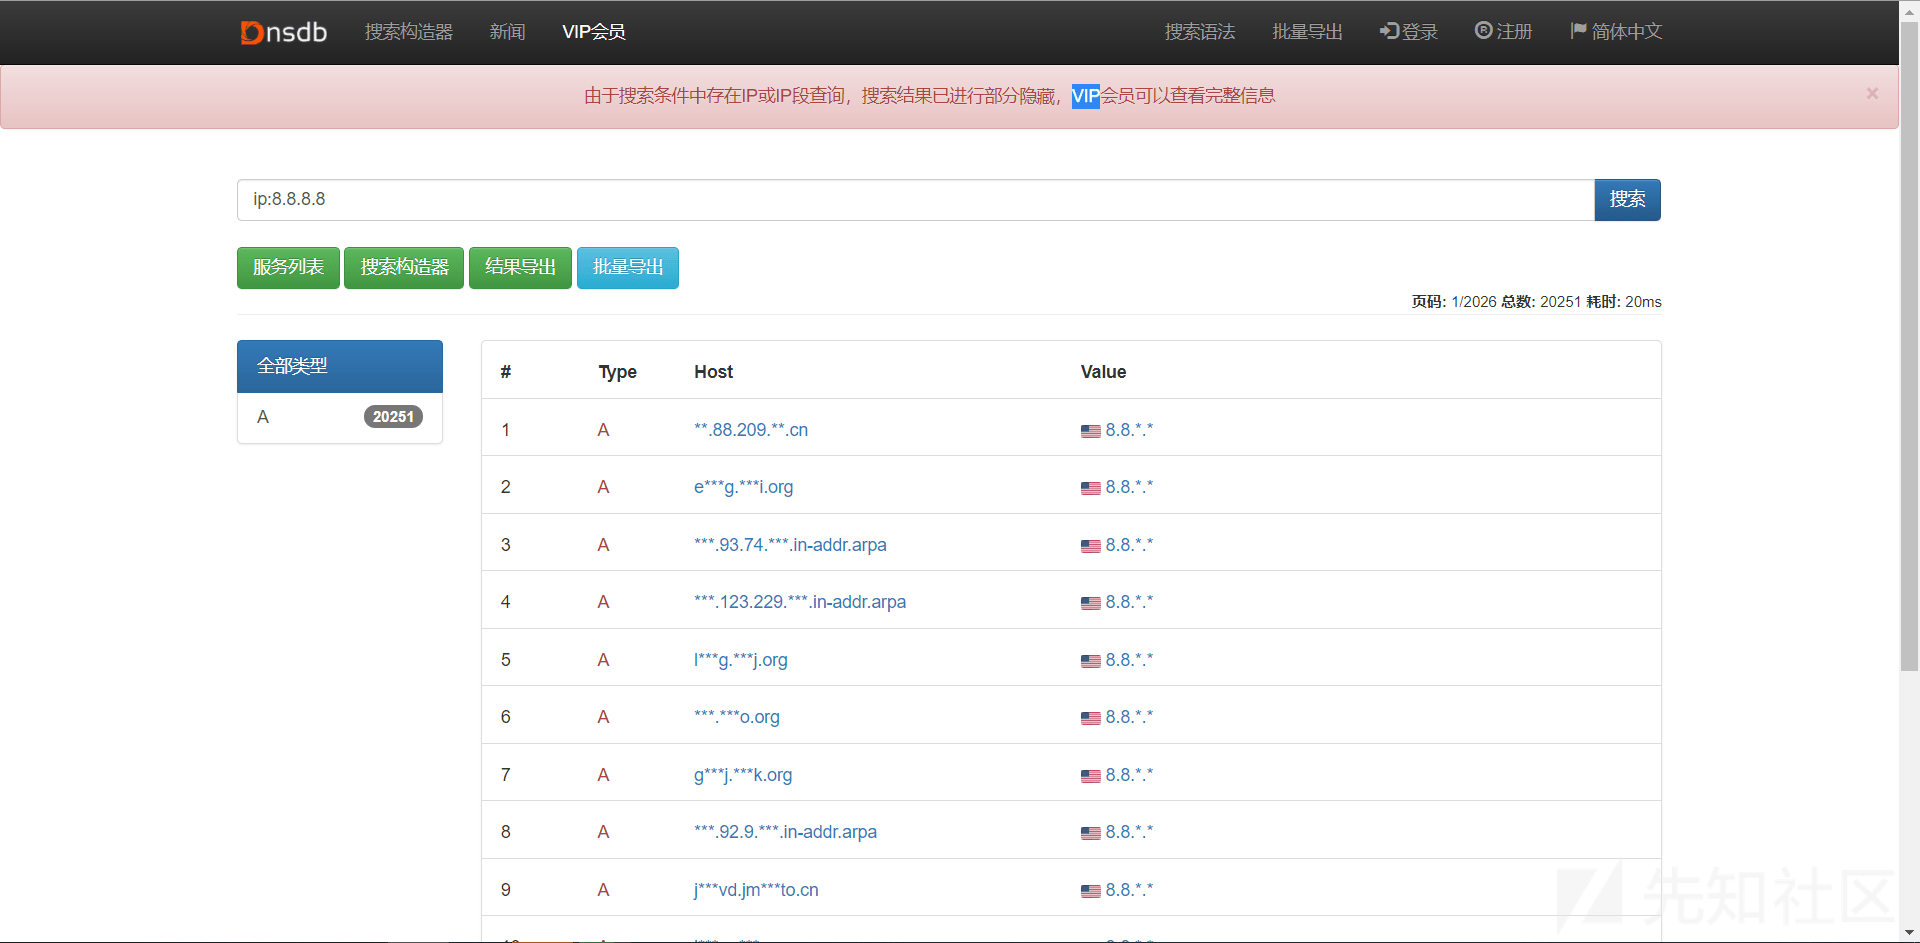 Dnsdb 搜索构造器 新闻 VIP会员 搜索语法 批量导出 登录 注册 简体中文
由于搜索条件中存在IP或IP段查询，搜索结果已进行部分隐藏，VIP会员可以查看完整信息 ×
ip:8.8.8.8 搜索
服务列表 搜索构造器 结果导出 批量导出
页码: 1/2026 总数: 20251 耗时: 20ms
全部类型
A 20251
# Type Host Value
1 A **.88.209.**.cn 8.8.*.*
2 A e***g.***i.org 8.8.*.*
3 A ***.93.74.***.in-addr.arpa 8.8.*.*
4 A ***.123.229.***.in-addr.arpa 8.8.*.*
5 A l***g.***j.org 8.8.*.*
6 A ***.***o.org 8.8.*.*
7 A g***j.***k.org 8.8.*.*
8 A ***.92.9.***.in-addr.arpa 8.8.*.*
9 A j***vd.jm***to.cn 8.8.*.*
先知社区